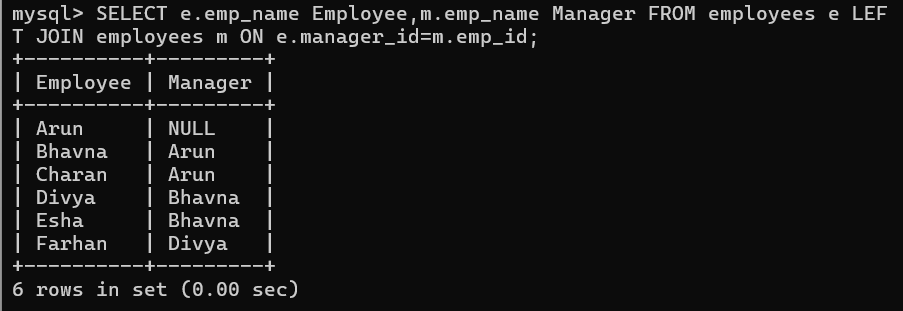 mysql> SELECT e.emp_name Employee,m.emp_name Manager FROM employees e LEF
T JOIN employees m ON e.manager_id=m.emp_id;
+----------+---------+
| Employee | Manager |
+----------+---------+
| Arun     | NULL    |
| Bhavna   | Arun    |
| Charan   | Arun    |
| Divya    | Bhavna  |
| Esha     | Bhavna  |
| Farhan   | Divya   |
+----------+---------+
6 rows in set (0.00 sec)